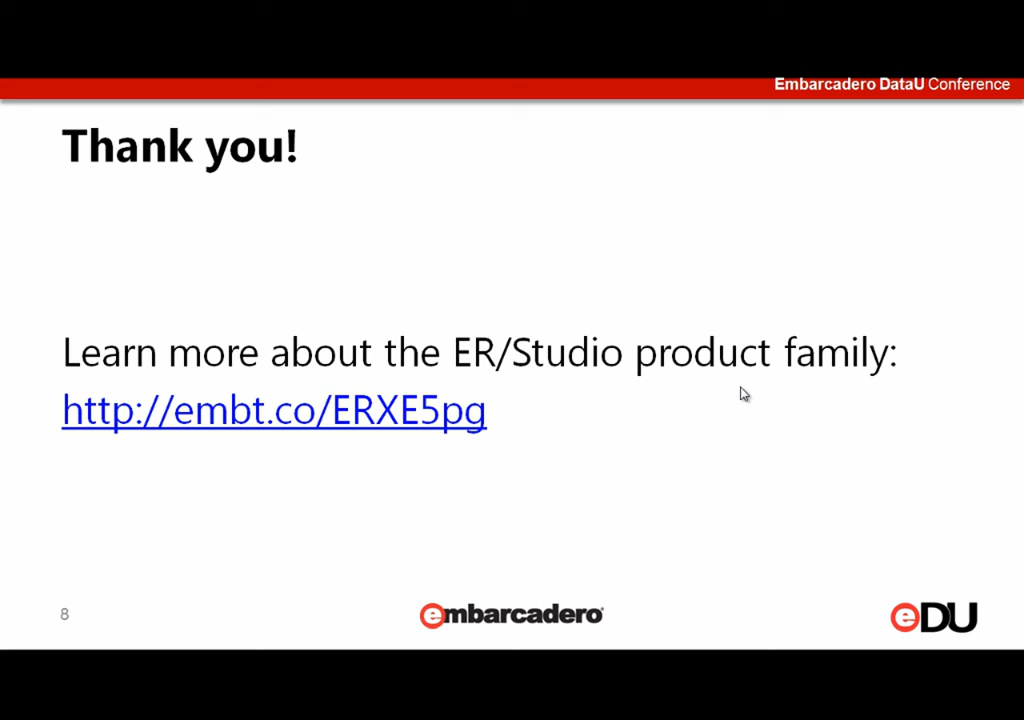 Embarcadero DataU Conference
Thank you!
Learn more about the ER/Studio product family:
http://embt.co/ERXE5pg
8
embarcadero
eDU